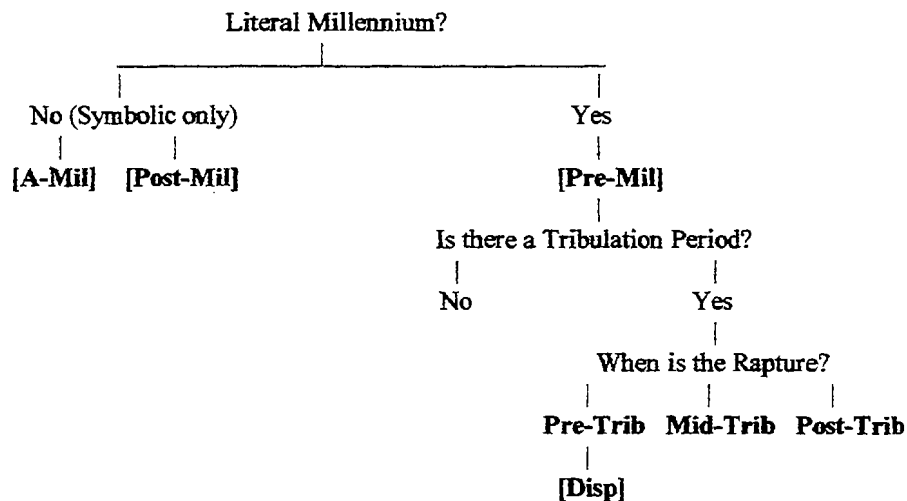 Literal Millennium?
No (Symbolic only) Yes
[A-Mil] [Post-Mil] [Pre-Mil]
Is there a Tribulation Period?
No Yes
When is the Rapture?
Pre-Trib Mid-Trib Post-Trib
[Disp]